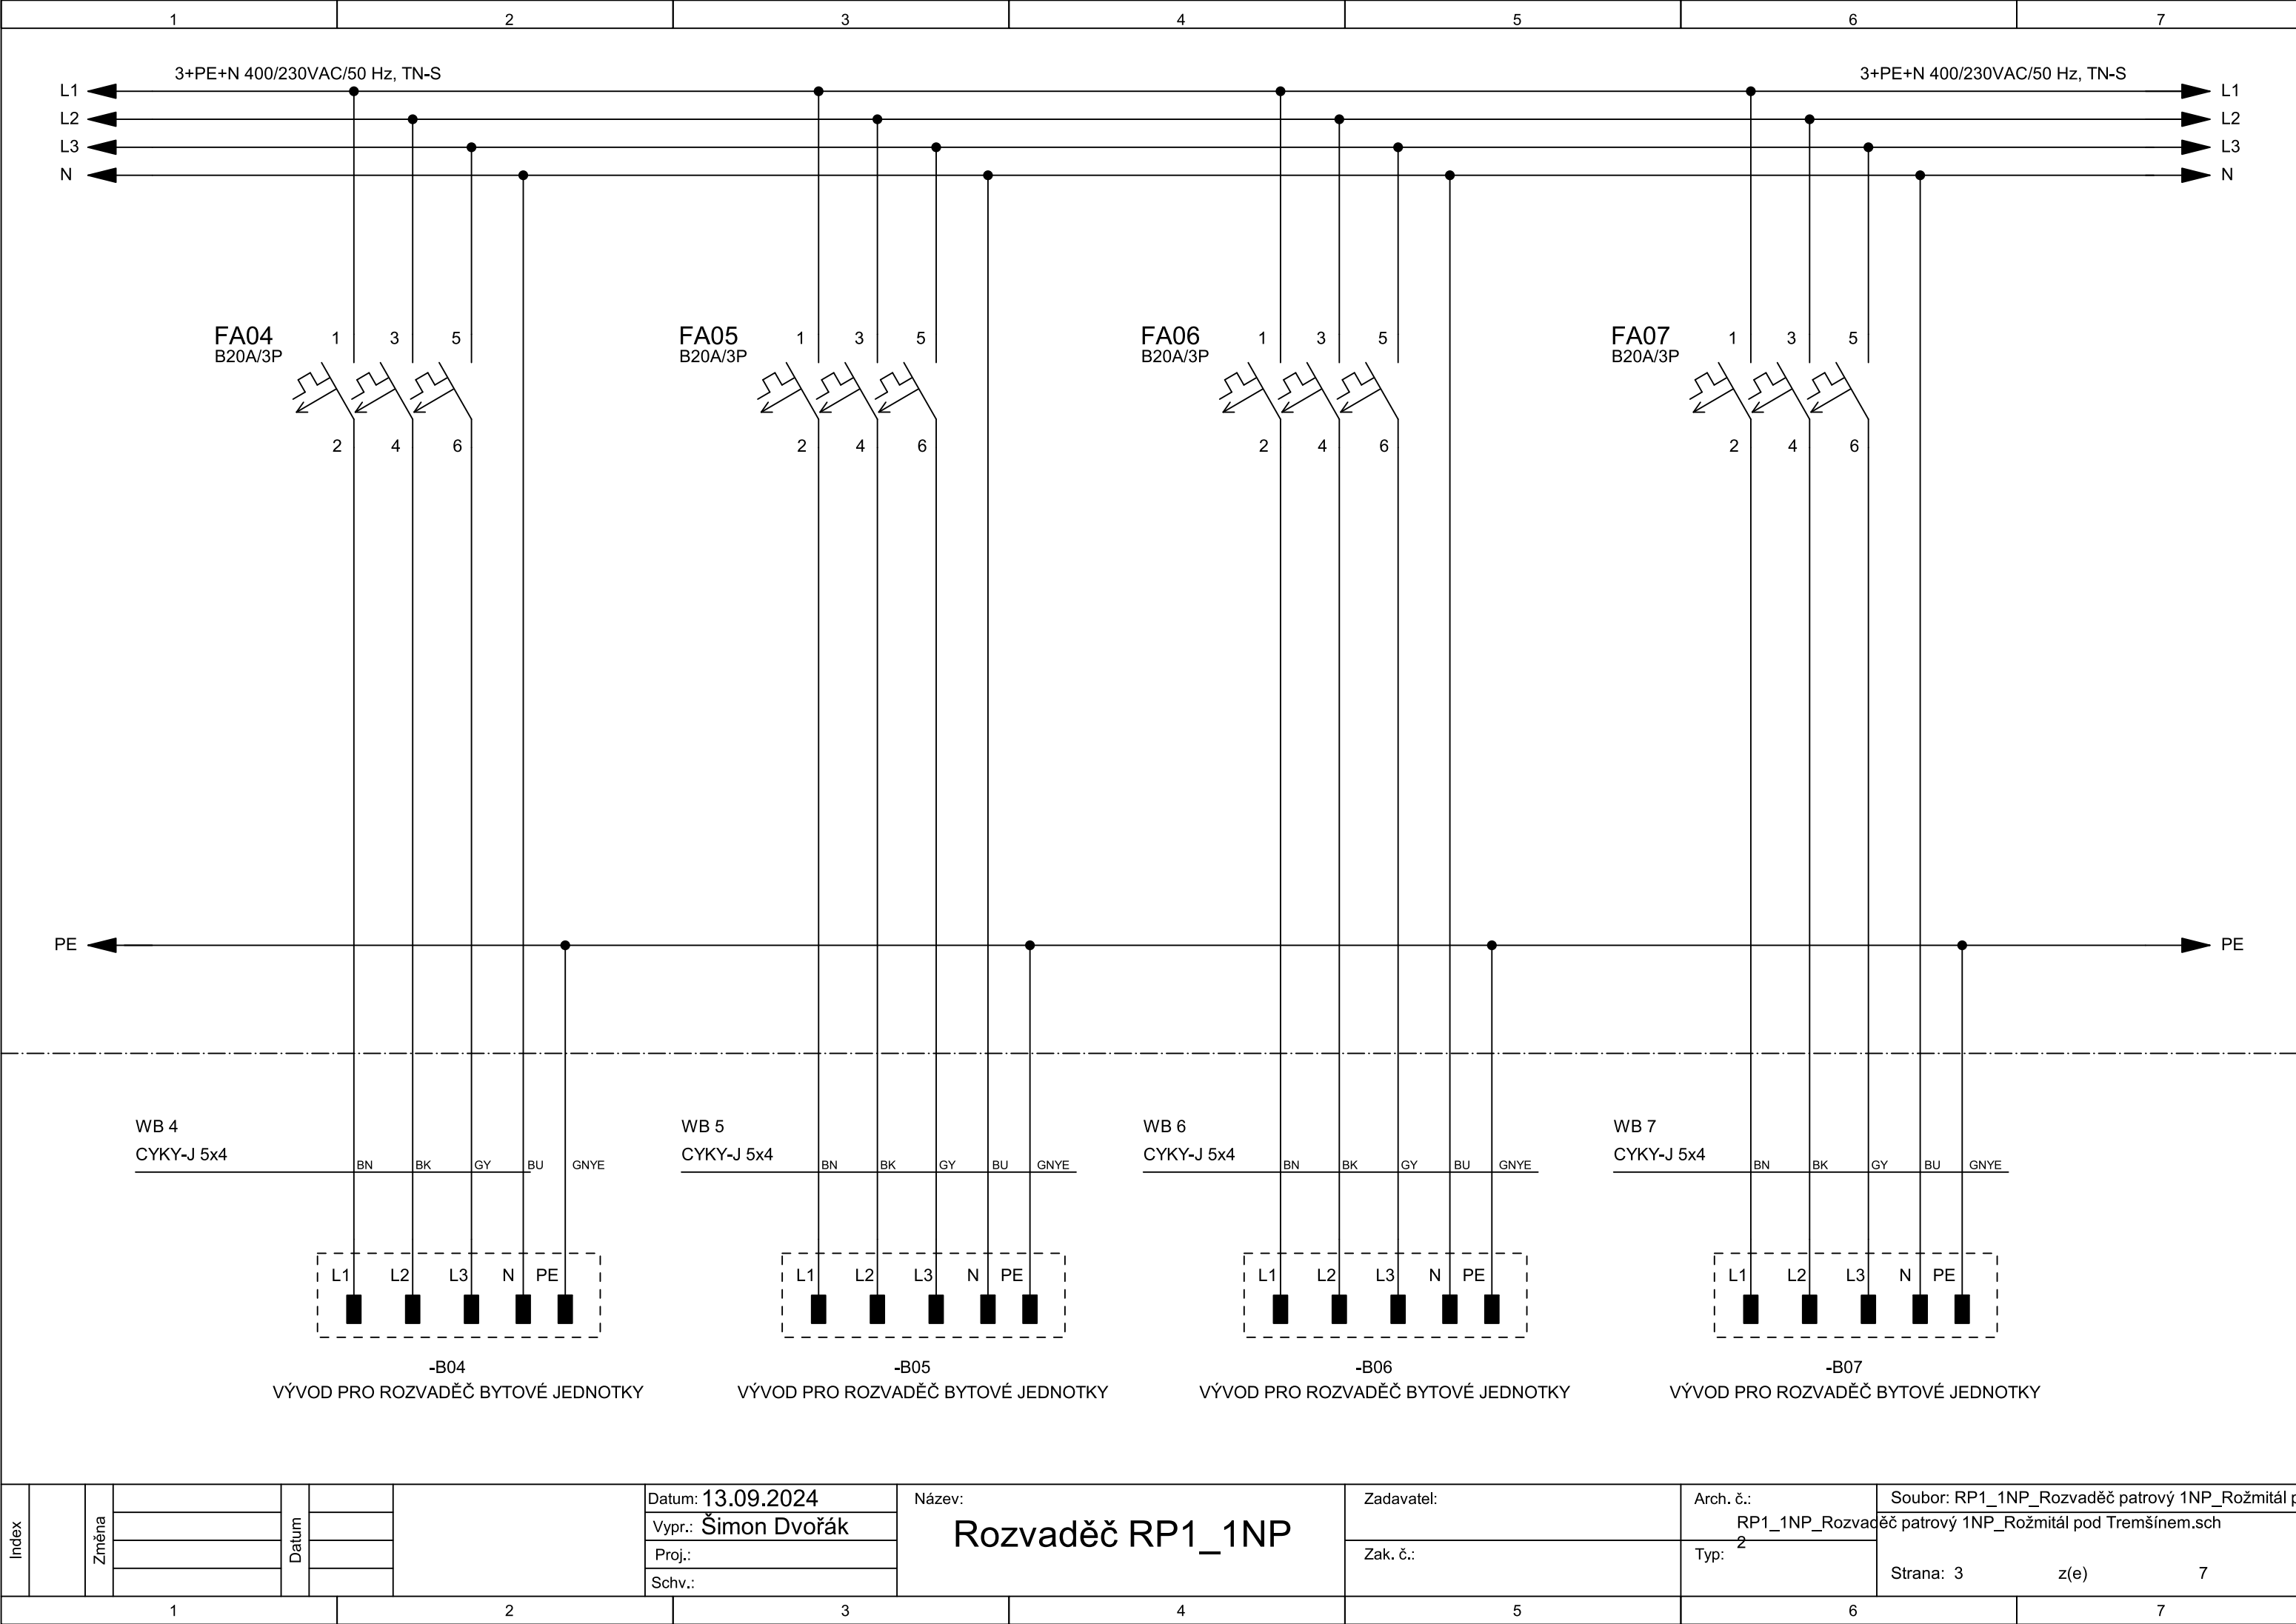 1 2 3 4 5 6 7
3+PE+N 400/230VAC/50 Hz, TN-S 3+PE+N 400/230VAC/50 Hz, TN-S
L1 L1
L2 L2
L3 L3
N N
FA04 1 3 5 FA05 1 3 5 FA06 1 3 5 FA07 1 3 5
B20A/3P B20A/3P B20A/3P B20A/3P
2 4 6 2 4 6 2 4 6 2 4 6
PE PE
WB 4 WB 5 WB 6 WB 7
CYKY-J 5x4 CYKY-J 5x4 CYKY-J 5x4 CYKY-J 5x4
BN BK GY BU GNYE BN BK GY BU GNYE BN BK GY BU GNYE BN BK GY BU GNYE
L1 L2 L3 N PE L1 L2 L3 N PE L1 L2 L3 N PE L1 L2 L3 N PE
-B04 -B05 -B06 -B07
VÝVOD PRO ROZVADĚČ BYTOVÉ JEDNOTKY VÝVOD PRO ROZVADĚČ BYTOVÉ JEDNOTKY VÝVOD PRO ROZVADĚČ BYTOVÉ JEDNOTKY VÝVOD PRO ROZVADĚČ BYTOVÉ JEDNOTKY
Index
Změna
Datum
Datum: 13.09.2024
Vypr.: Šimon Dvořák
Proj.:
Schv.:
Název:
Rozvaděč RP1_1NP
Zadavatel:
Zak. č.:
Arch. č.:
RP1_1NP_Rozvaděč patrový 1NP_Rožmitál pod Tremšínem.sch
2
Typ:
Soubor: RP1_1NP_Rozvaděč patrový 1NP_Rožmitál p
Strana: 3 z(e) 7
1 2 3 4 5 6 7